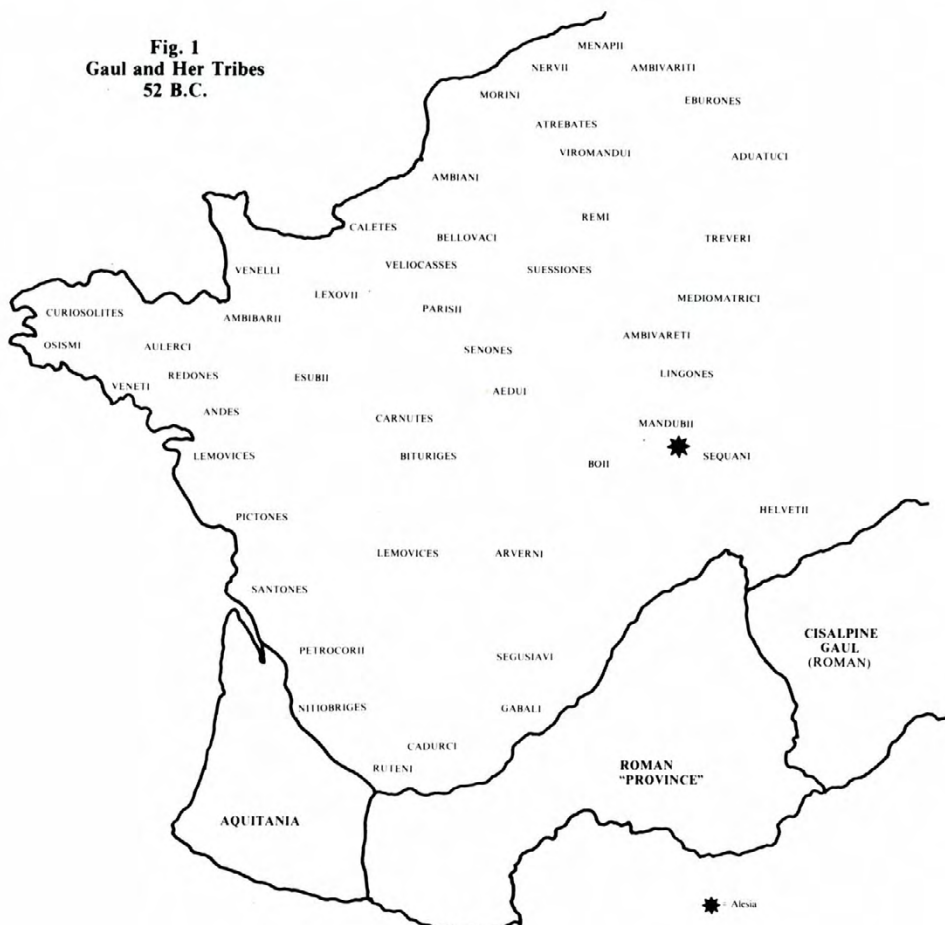 Fig. 1
Gaul and Her Tribes
52 B.C.
MENAPII
NERVII
AMBIVARITI
MORINI
EBURONES
ATREBATES
VIROMANDUI
ADUATUCI
AMBIANI
REMI
CALETES
BELLOVACI
TREVERI
VENELLI
VELIOCASSES
SUESSIONES
LEXOVII
MEDIOMATRICI
CURIOSOLITES
AMBIBARII
PARISII
OSISMI
AULERCI
SENONES
AMBIVARETI
VENETI
REDONES
ESUBII
AEDUI
LINGONES
ANDES
CARNUTES
MANDUBII
LEMOVICES
BITURIGES
BOII
SEQUANI
PICTONES
HELVETII
LEMOVICES
ARVERNI
SANTONES
PETROCORII
SEGUSIAVI
CISALPINE
GAUL
(ROMAN)
NITIOBRIGES
GABALI
CADURCI
RUTENI
ROMAN
"PROVINCE"
AQUITANIA
= Alesia